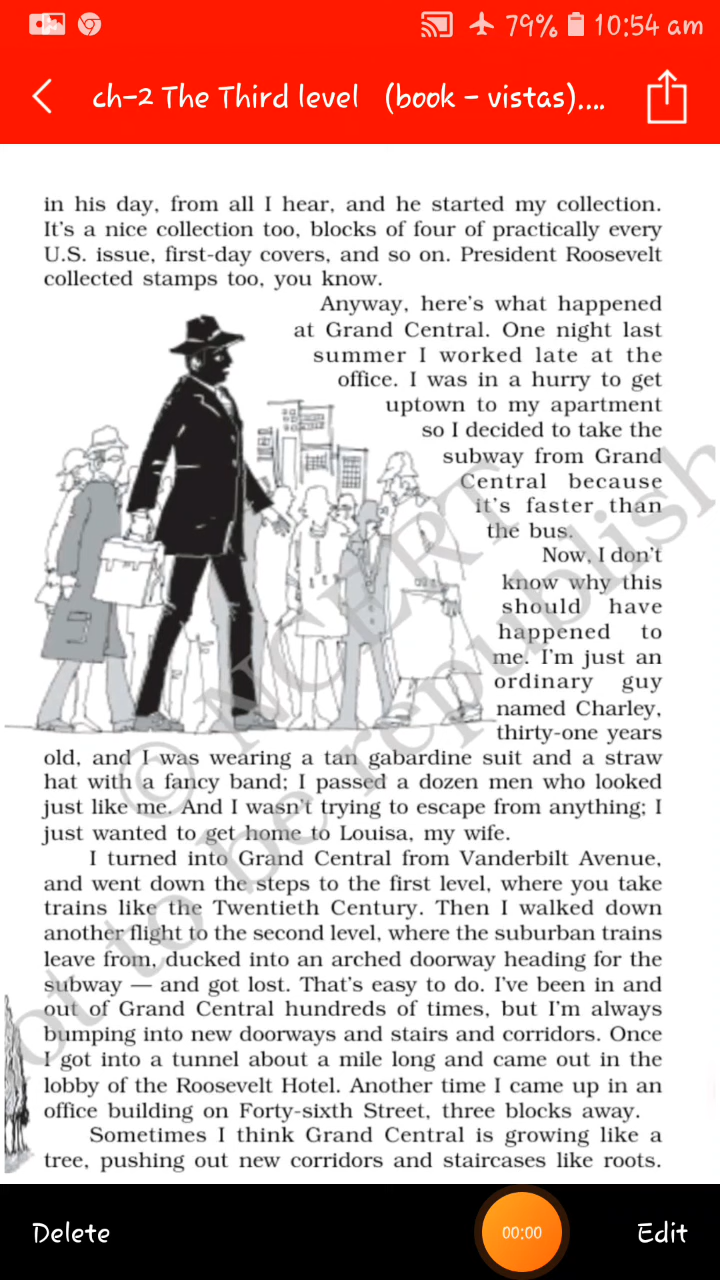 79% 10:54 am
ch-2 The Third level (book - vistas)....
in his day, from all I hear, and he started my collection.
It's a nice collection too, blocks of four of practically every
U.S. issue, first-day covers, and so on. President Roosevelt
collected stamps too, you know.
Anyway, here's what happened
at Grand Central. One night last
summer I worked late at the
office. I was in a hurry to get
uptown to my apartment
so I decided to take the
subway from Grand
Central because
it's faster than
the bus.
Now, I don't
know why this
should have
happened to
me. I'm just an
ordinary guy
named Charley,
thirty-one years
old, and I was wearing a tan gabardine suit and a straw
hat with a fancy band; I passed a dozen men who looked
just like me. And I wasn't trying to escape from anything; I
just wanted to get home to Louisa, my wife.
I turned into Grand Central from Vanderbilt Avenue,
and went down the steps to the first level, where you take
trains like the Twentieth Century. Then I walked down
another flight to the second level, where the suburban trains
leave from, ducked into an arched doorway heading for the
subway — and got lost. That's easy to do. I've been in and
out of Grand Central hundreds of times, but I'm always
bumping into new doorways and stairs and corridors. Once
I got into a tunnel about a mile long and came out in the
lobby of the Roosevelt Hotel. Another time I came up in an
office building on Forty-sixth Street, three blocks away.
Sometimes I think Grand Central is growing like a
tree, pushing out new corridors and staircases like roots.
© NCERT
not to be republish
Delete
00:00
Edit